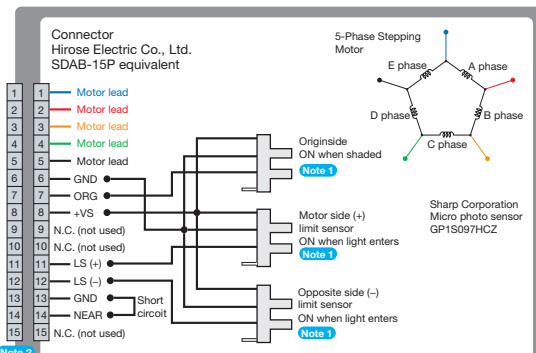 Connector
Hirose Electric Co., Ltd.
SDAB-15P equivalent
5-Phase Stepping
Motor
E phase
A phase
D phase
B phase
C phase
1 1 Motor lead
2 2 Motor lead
3 3 Motor lead
4 4 Motor lead
5 5 Motor lead
6 6 GND
7 7 ORG
8 8 +VS
9 9 N.C. (not used)
10 10 N.C. (not used)
11 11 LS (+)
12 12 LS (−)
13 13 GND
14 14 NEAR
15 15 N.C. (not used)
Short
circoit
Originside
ON when shaded
Note 1
Motor side (+)
limit sensor
ON when light enters
Note 1
Opposite side (−)
limit sensor
ON when light enters
Note 1
Sharp Corporation
Micro photo sensor
GP1S097HCZ
Note 2